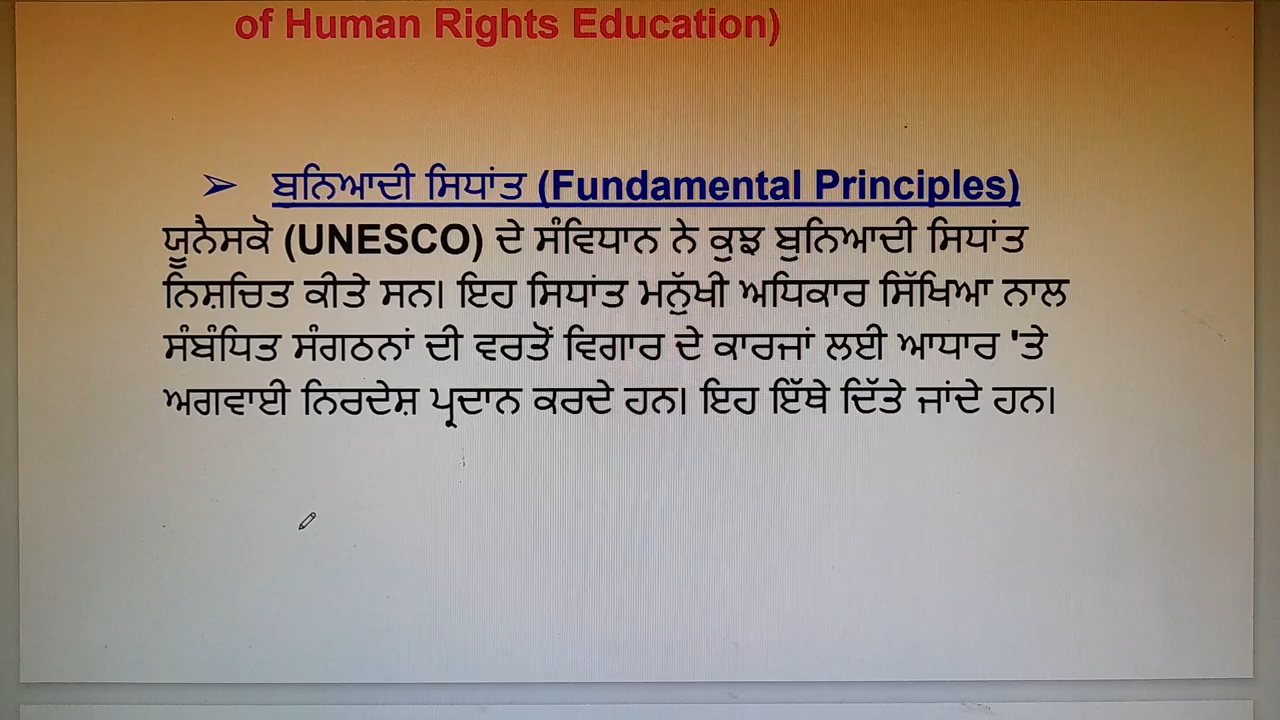 of Human Rights Education)
➢ ਬੁਨਿਆਦੀ ਸਿਧਾਂਤ (Fundamental Principles)
ਯੂਨੈਸਕੋ (UNESCO) ਦੇ ਸੰਵਿਧਾਨ ਨੇ ਕੁਝ ਬੁਨਿਆਦੀ ਸਿਧਾਂਤ
ਨਿਸ਼ਚਿਤ ਕੀਤੇ ਸਨ। ਇਹ ਸਿਧਾਂਤ ਮਨੁੱਖੀ ਅਧਿਕਾਰ ਸਿੱਖਿਆ ਨਾਲ
ਸੰਬੰਧਿਤ ਸੰਗਠਨਾਂ ਦੀ ਵਰਤੋਂ ਵਿਗਾਰ ਦੇ ਕਾਰਜਾਂ ਲਈ ਆਧਾਰ 'ਤੇ
ਅਗਵਾਈ ਨਿਰਦੇਸ਼ ਪ੍ਰਦਾਨ ਕਰਦੇ ਹਨ। ਇਹ ਇੱਥੇ ਦਿੱਤੇ ਜਾਂਦੇ ਹਨ।